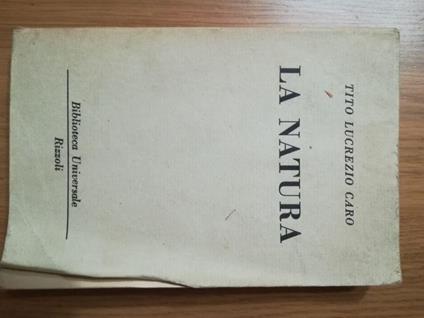 TITO LUCREZIO CARO
LA NATURA
Biblioteca Universale
Rizzoli